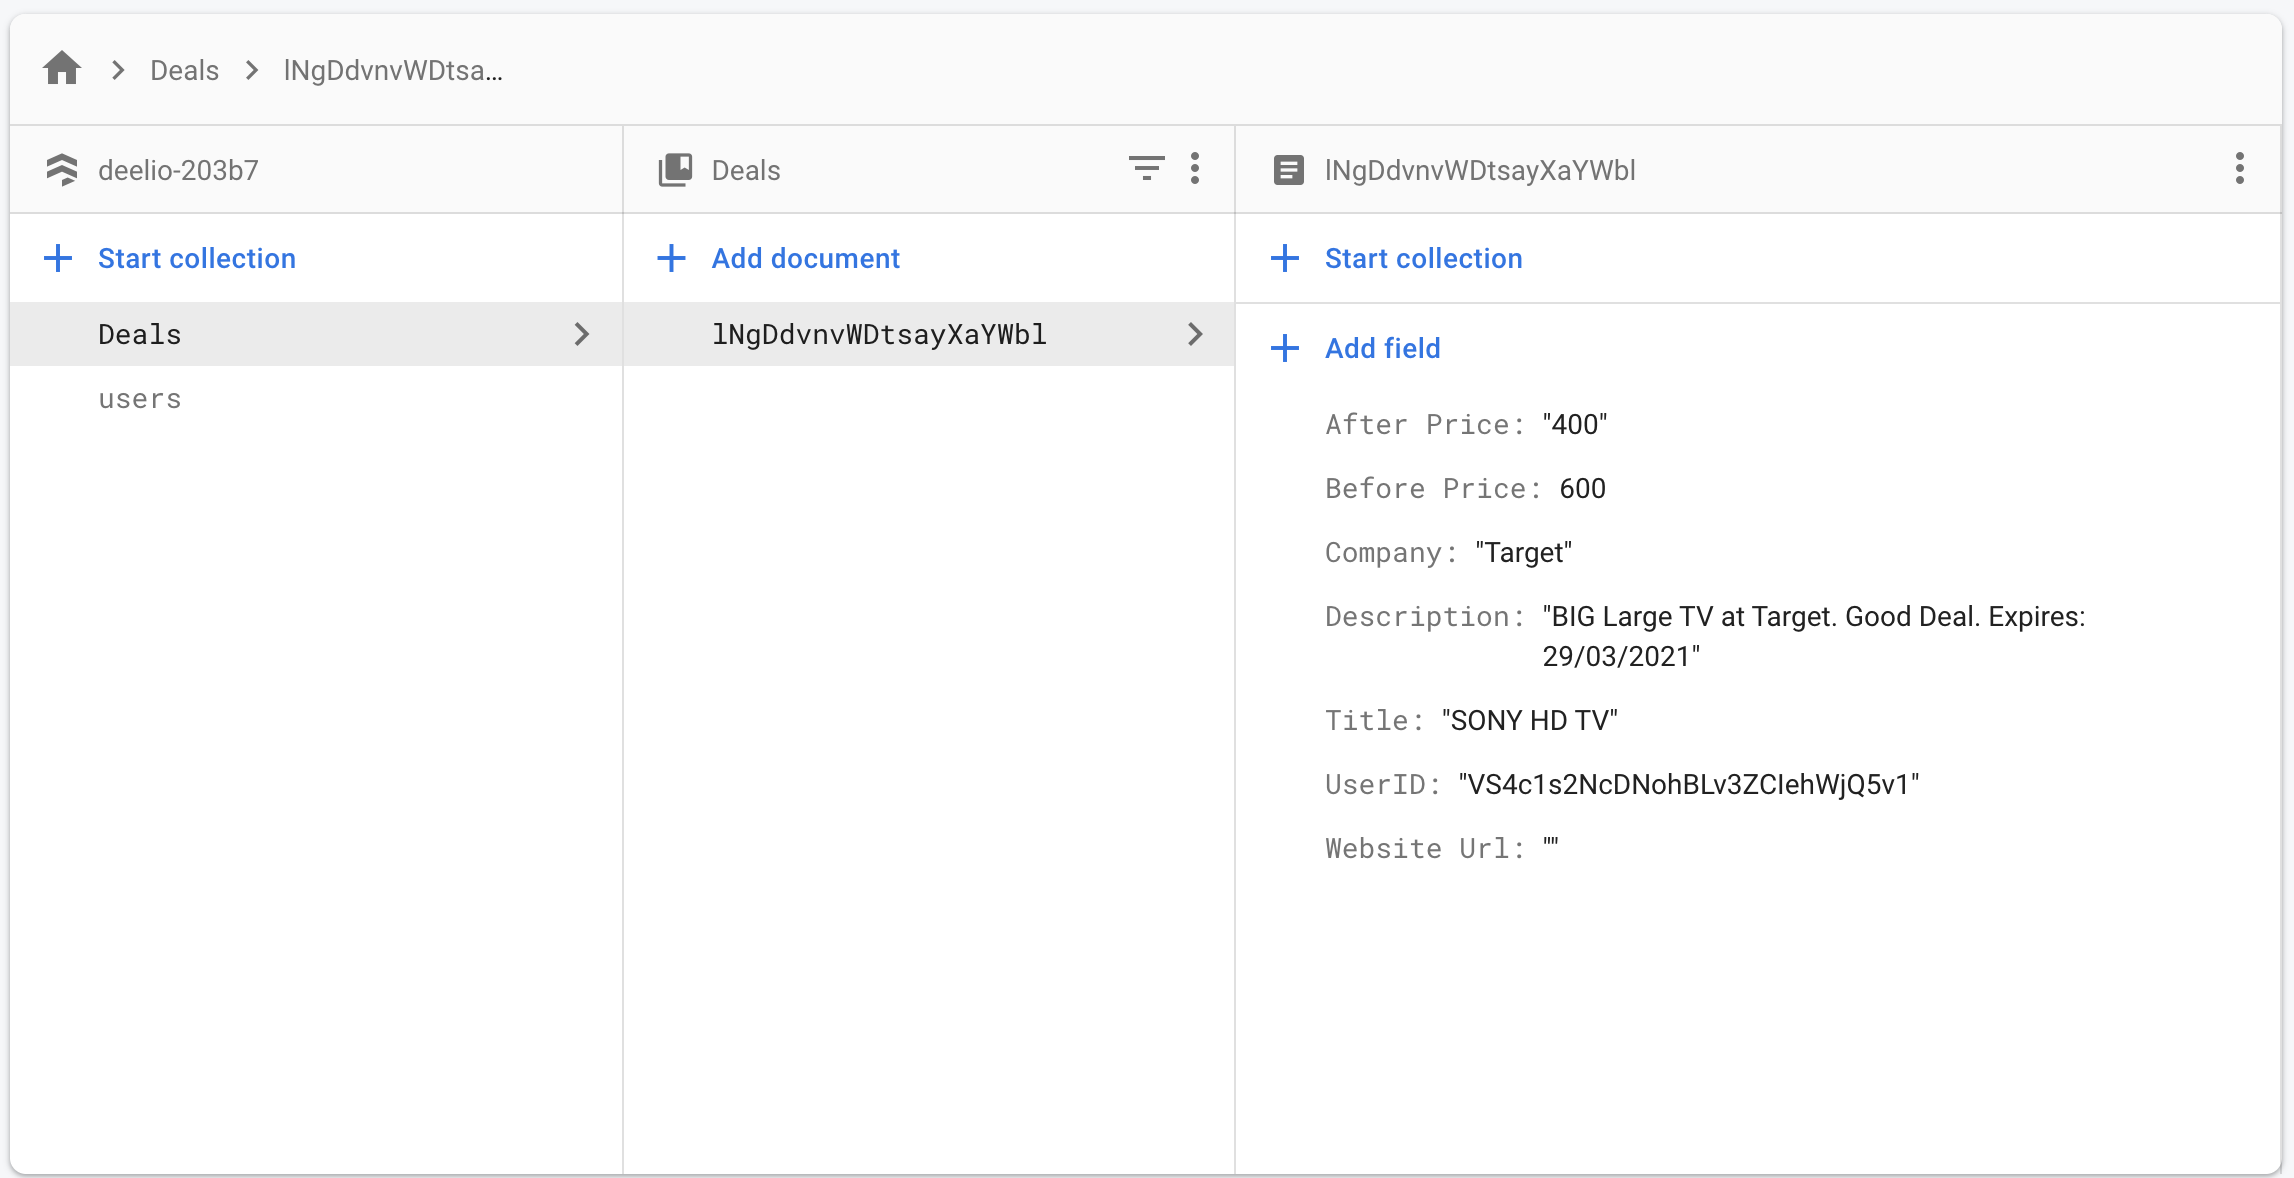 Deals
lNgDdvnvWDtsa...
deelio-203b7
Deals
lNgDdvnvWDtsayXaYWbl
Start collection
Add document
Start collection
Deals
lNgDdvnvWDtsayXaYWbl
users
Add field
After Price: "400"
Before Price: 600
Company: "Target"
Description: "BIG Large TV at Target. Good Deal. Expires:
29/03/2021"
Title: "SONY HD TV"
UserID: "VS4c1s2NcDNohBLv3ZCIehWjQ5v1"
Website Url: ""